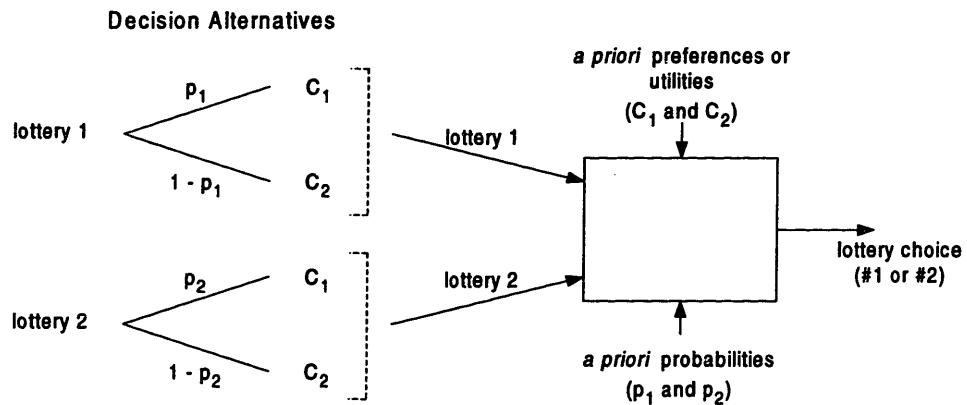 Decision Alternatives
a priori preferences or
utilities
(C₁ and C₂)
p₁
C₁
lottery 1
lottery 1
1 - p₁
C₂
lottery choice
(#1 or #2)
p₂
C₁
lottery 2
lottery 2
1 - p₂
C₂
a priori probabilities
(p₁ and p₂)